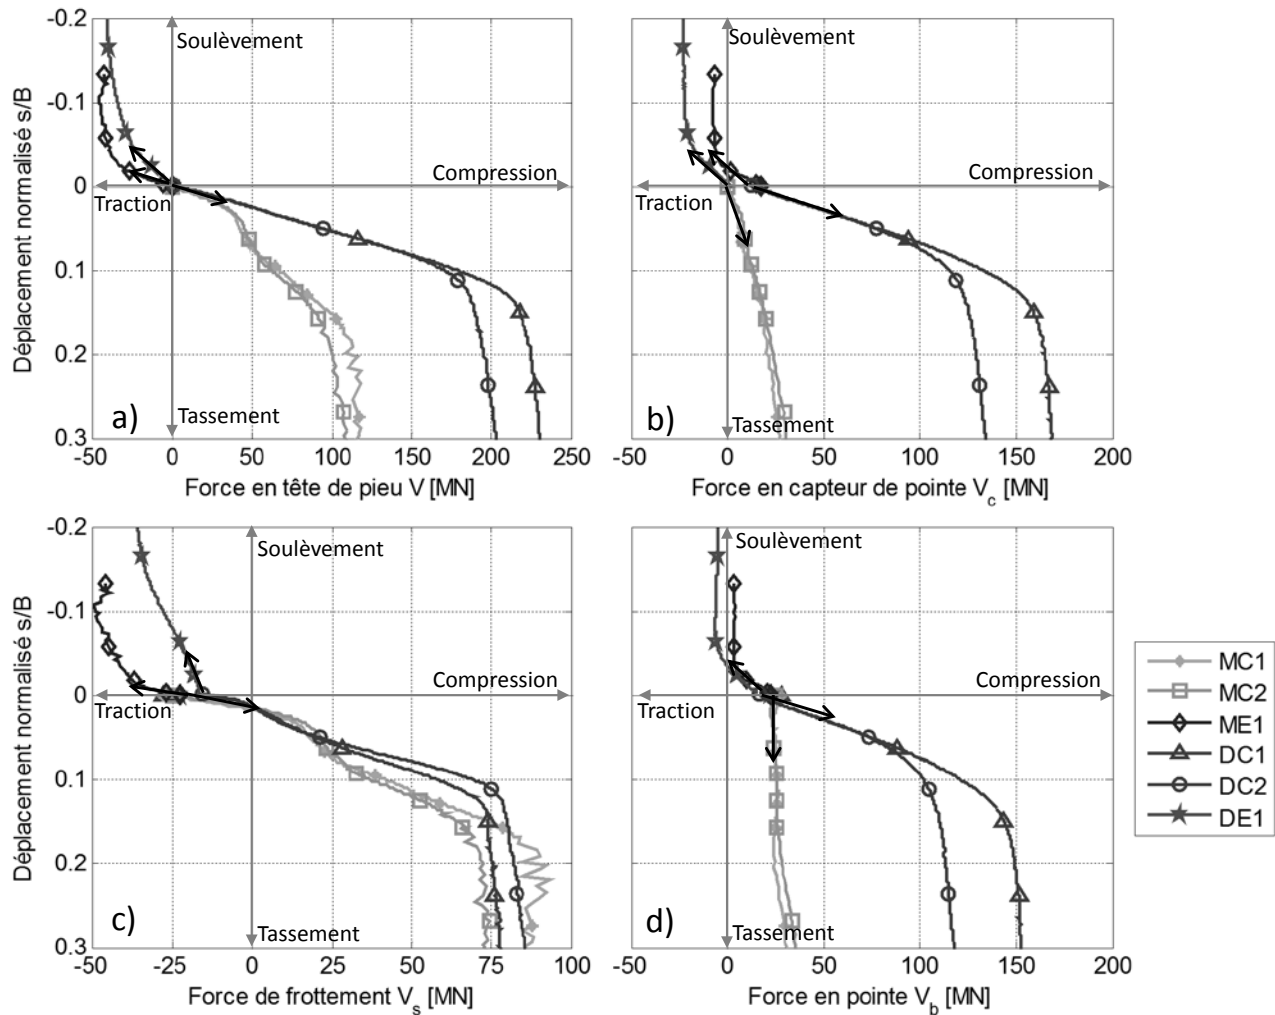 -0.2
-0.1
0
0.1
0.2
0.3
Déplacement normalisé s/B
Soulèvement
Compression
Traction
Tassement
a)
-50 0 50 100 150 200 250
Force en tête de pieu V [MN]
Soulèvement
Compression
Traction
Tassement
b)
-50 0 50 100 150 200
Force en capteur de pointe Vc [MN]
-0.2
-0.1
0
0.1
0.2
0.3
Déplacement normalisé s/B
Soulèvement
Compression
Traction
Tassement
c)
-50 -25 0 25 50 75 100
Force de frottement Vs [MN]
Soulèvement
Compression
Traction
Tassement
d)
-50 0 50 100 150 200
Force en pointe Vb [MN]
MC1
MC2
ME1
DC1
DC2
DE1